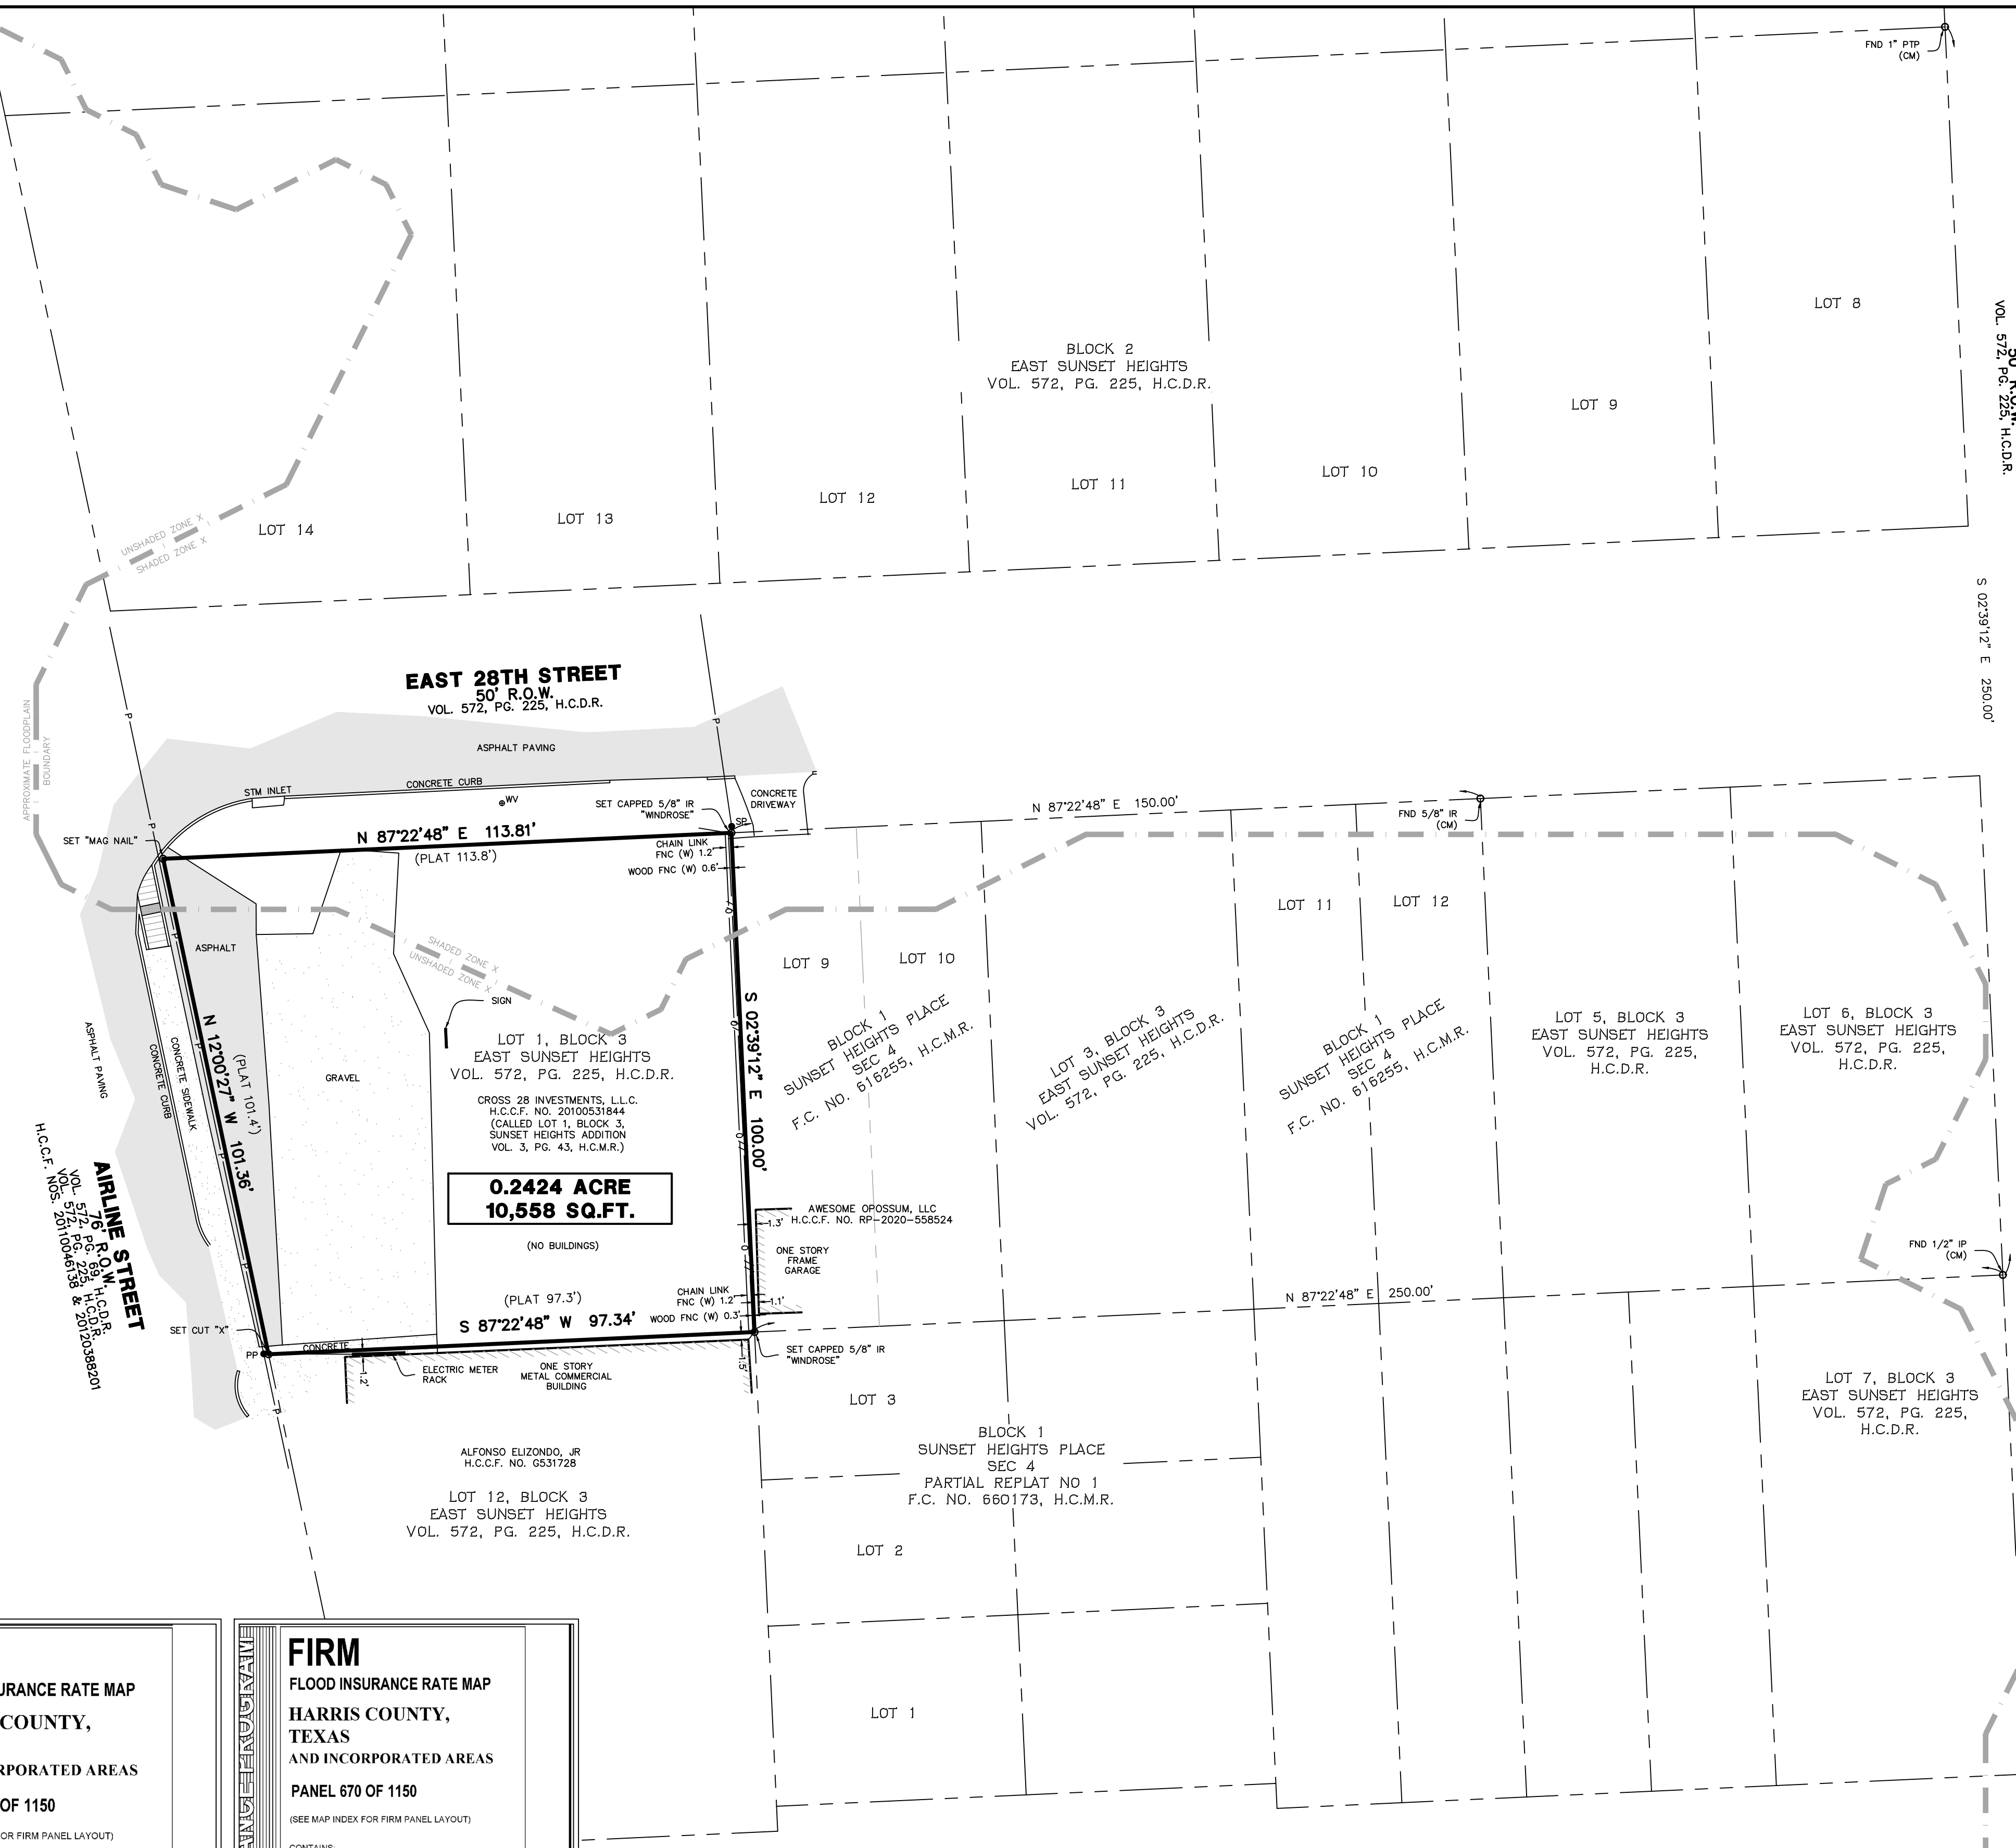 FND 1" PTP
(CM)
LOT 8
50' R.O.W.
VOL. 572, PG. 225, H.C.D.R.
BLOCK 2
EAST SUNSET HEIGHTS
VOL. 572, PG. 225, H.C.D.R.
LOT 9
LOT 10
LOT 11
LOT 12
LOT 13
LOT 14
UNSHADED ZONE X
SHADED ZONE X
S 02°39'12" E 250.00'
EAST 28TH STREET
50' R.O.W.
VOL. 572, PG. 225, H.C.D.R.
P
P
APPROXIMATE FLOODPLAIN
BOUNDARY
ASPHALT PAVING
STM INLET
CONCRETE CURB
WV
SET CAPPED 5/8" IR
"WINDROSE"
CONCRETE
DRIVEWAY
SP
N 87°22'48" E 150.00'
FND 5/8" IR
(CM)
P
SET "MAG NAIL"
N 87°22'48" E 113.81'
(PLAT 113.8')
CHAIN LINK
FNC (W) 1.2'
WOOD FNC (W) 0.6'
LOT 11
LOT 12
P
ASPHALT
SHADED ZONE X
UNSHADED ZONE X
LOT 9
LOT 10
SIGN
S 02°39'12" E 100.00'
BLOCK 1
SUNSET HEIGHTS PLACE
SEC 4
F.C. NO. 616255, H.C.M.R.
LOT 3, BLOCK 3
EAST SUNSET HEIGHTS
VOL. 572, PG. 225, H.C.D.R.
BLOCK 1
SUNSET HEIGHTS PLACE
SEC 4
F.C. NO. 616255, H.C.M.R.
LOT 5, BLOCK 3
EAST SUNSET HEIGHTS
VOL. 572, PG. 225,
H.C.D.R.
LOT 6, BLOCK 3
EAST SUNSET HEIGHTS
VOL. 572, PG. 225,
H.C.D.R.
ASPHALT PAVING
CONCRETE CURB
CONCRETE SIDEWALK
P
P
P
N 12°00'27" W 101.36'
(PLAT 101.4')
GRAVEL
LOT 1, BLOCK 3
EAST SUNSET HEIGHTS
VOL. 572, PG. 225, H.C.D.R.
CROSS 28 INVESTMENTS, L.L.C.
H.C.C.F. NO. 20100531844
(CALLED LOT 1, BLOCK 3,
SUNSET HEIGHTS ADDITION
VOL. 3, PG. 43, H.C.M.R.)
0.2424 ACRE
10,558 SQ.FT.
(NO BUILDINGS)
AIRLINE STREET
76' R.O.W.
VOL. 572, PG. 69, H.C.D.R.
VOL. 572, PG. 225, H.C.D.R.
H.C.C.F. NOS. 20110046138 & 20120388201
1.3'
AWESOME OPOSSUM, LLC
H.C.C.F. NO. RP-2020-558524
ONE STORY
FRAME
GARAGE
FND 1/2" IP
(CM)
CHAIN LINK
FNC (W) 1.2'
1.1'
WOOD FNC (W) 0.3'
(PLAT 97.3')
S 87°22'48" W 97.34'
N 87°22'48" E 250.00'
SET CUT "X"
PP
CONCRETE
1.2'
ELECTRIC METER
RACK
ONE STORY
METAL COMMERCIAL
BUILDING
1.5'
SET CAPPED 5/8" IR
"WINDROSE"
P
LOT 3
LOT 7, BLOCK 3
EAST SUNSET HEIGHTS
VOL. 572, PG. 225,
H.C.D.R.
BLOCK 1
SUNSET HEIGHTS PLACE
SEC 4
PARTIAL REPLAT NO 1
F.C. NO. 660173, H.C.M.R.
ALFONSO ELIZONDO, JR
H.C.C.F. NO. G531728
LOT 12, BLOCK 3
EAST SUNSET HEIGHTS
VOL. 572, PG. 225, H.C.D.R.
LOT 2
LOT 1
URANCE RATE MAP
COUNTY,
RPORATED AREAS
OF 1150
OR FIRM PANEL LAYOUT)
FIRM
FLOOD INSURANCE RATE MAP
HARRIS COUNTY,
TEXAS
AND INCORPORATED AREAS
PANEL 670 OF 1150
(SEE MAP INDEX FOR FIRM PANEL LAYOUT)
CONTAINS: